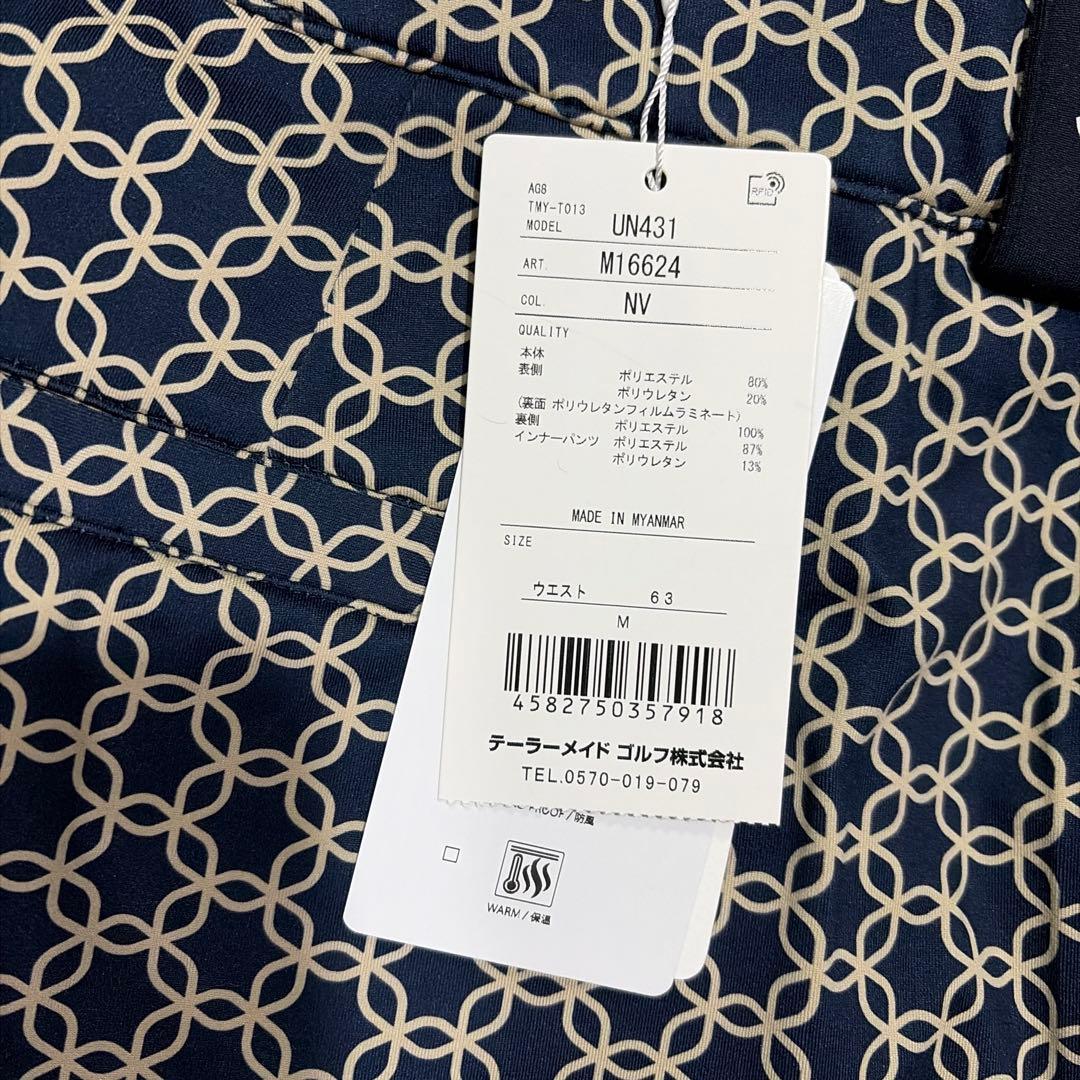 RFID
AG8
TMY-T013
MODEL UN431
ART. M16624
COL. NV
QUALITY
本体
表側 ポリエステル 80%
ポリウレタン 20%
(裏面 ポリウレタンフィルムラミネート)
裏側 ポリエステル 100%
インナーパンツ ポリエステル 87%
ポリウレタン 13%
MADE IN MYANMAR
SIZE
ウエスト 63
M
4582750357918
テーラーメイド ゴルフ株式会社
TEL.0570-019-079
PROOF/防風
WARM/保温